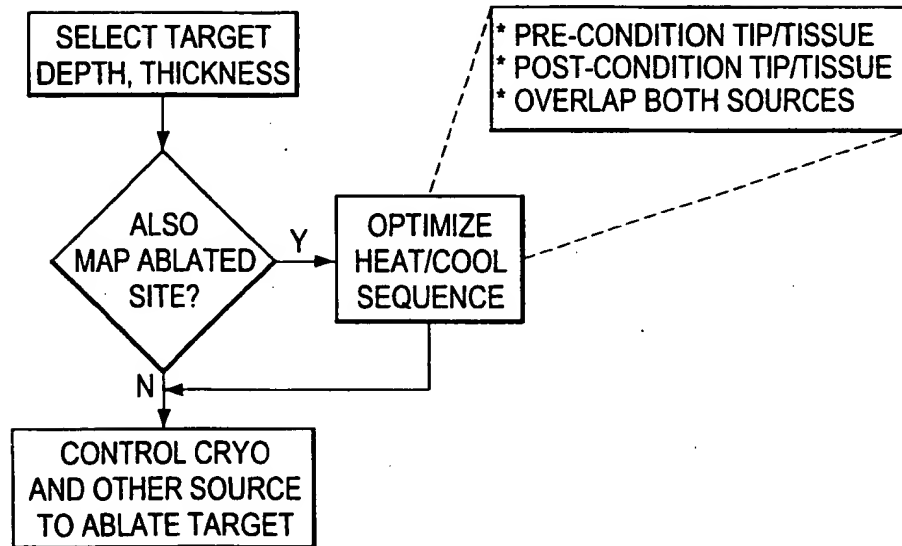 SELECT TARGET
DEPTH, THICKNESS
* PRE-CONDITION TIP/TISSUE
* POST-CONDITION TIP/TISSUE
* OVERLAP BOTH SOURCES
ALSO
MAP ABLATED
SITE?
Y
OPTIMIZE
HEAT/COOL
SEQUENCE
N
CONTROL CRYO
AND OTHER SOURCE
TO ABLATE TARGET